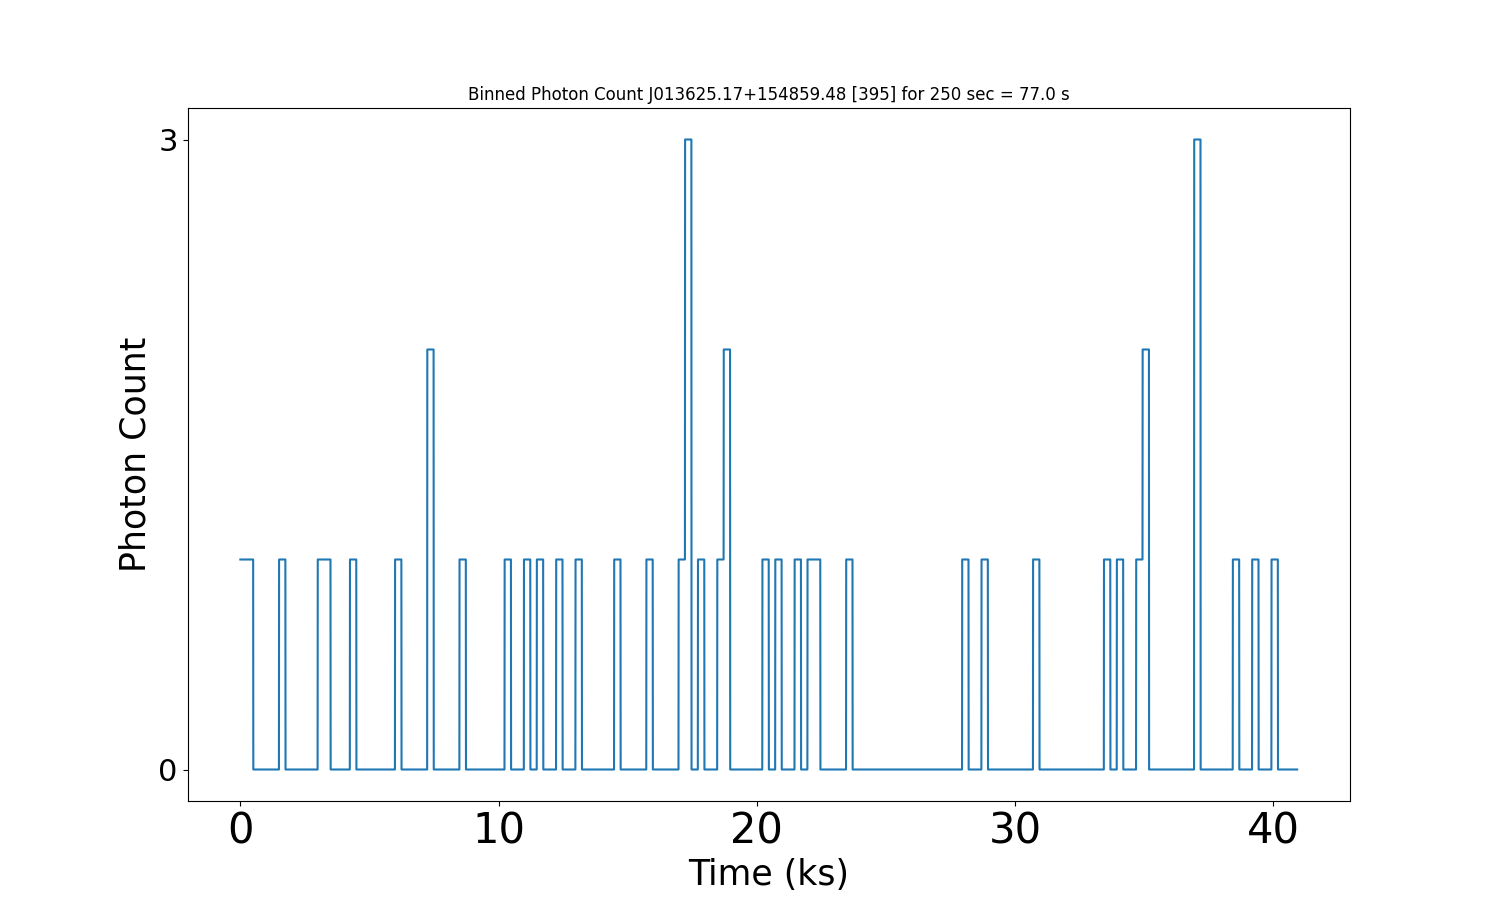 Binned Photon Count J013625.17+154859.48 [395] for 250 sec = 77.0 s
3
0
Photon Count
0 10 20 30 40
Time (ks)